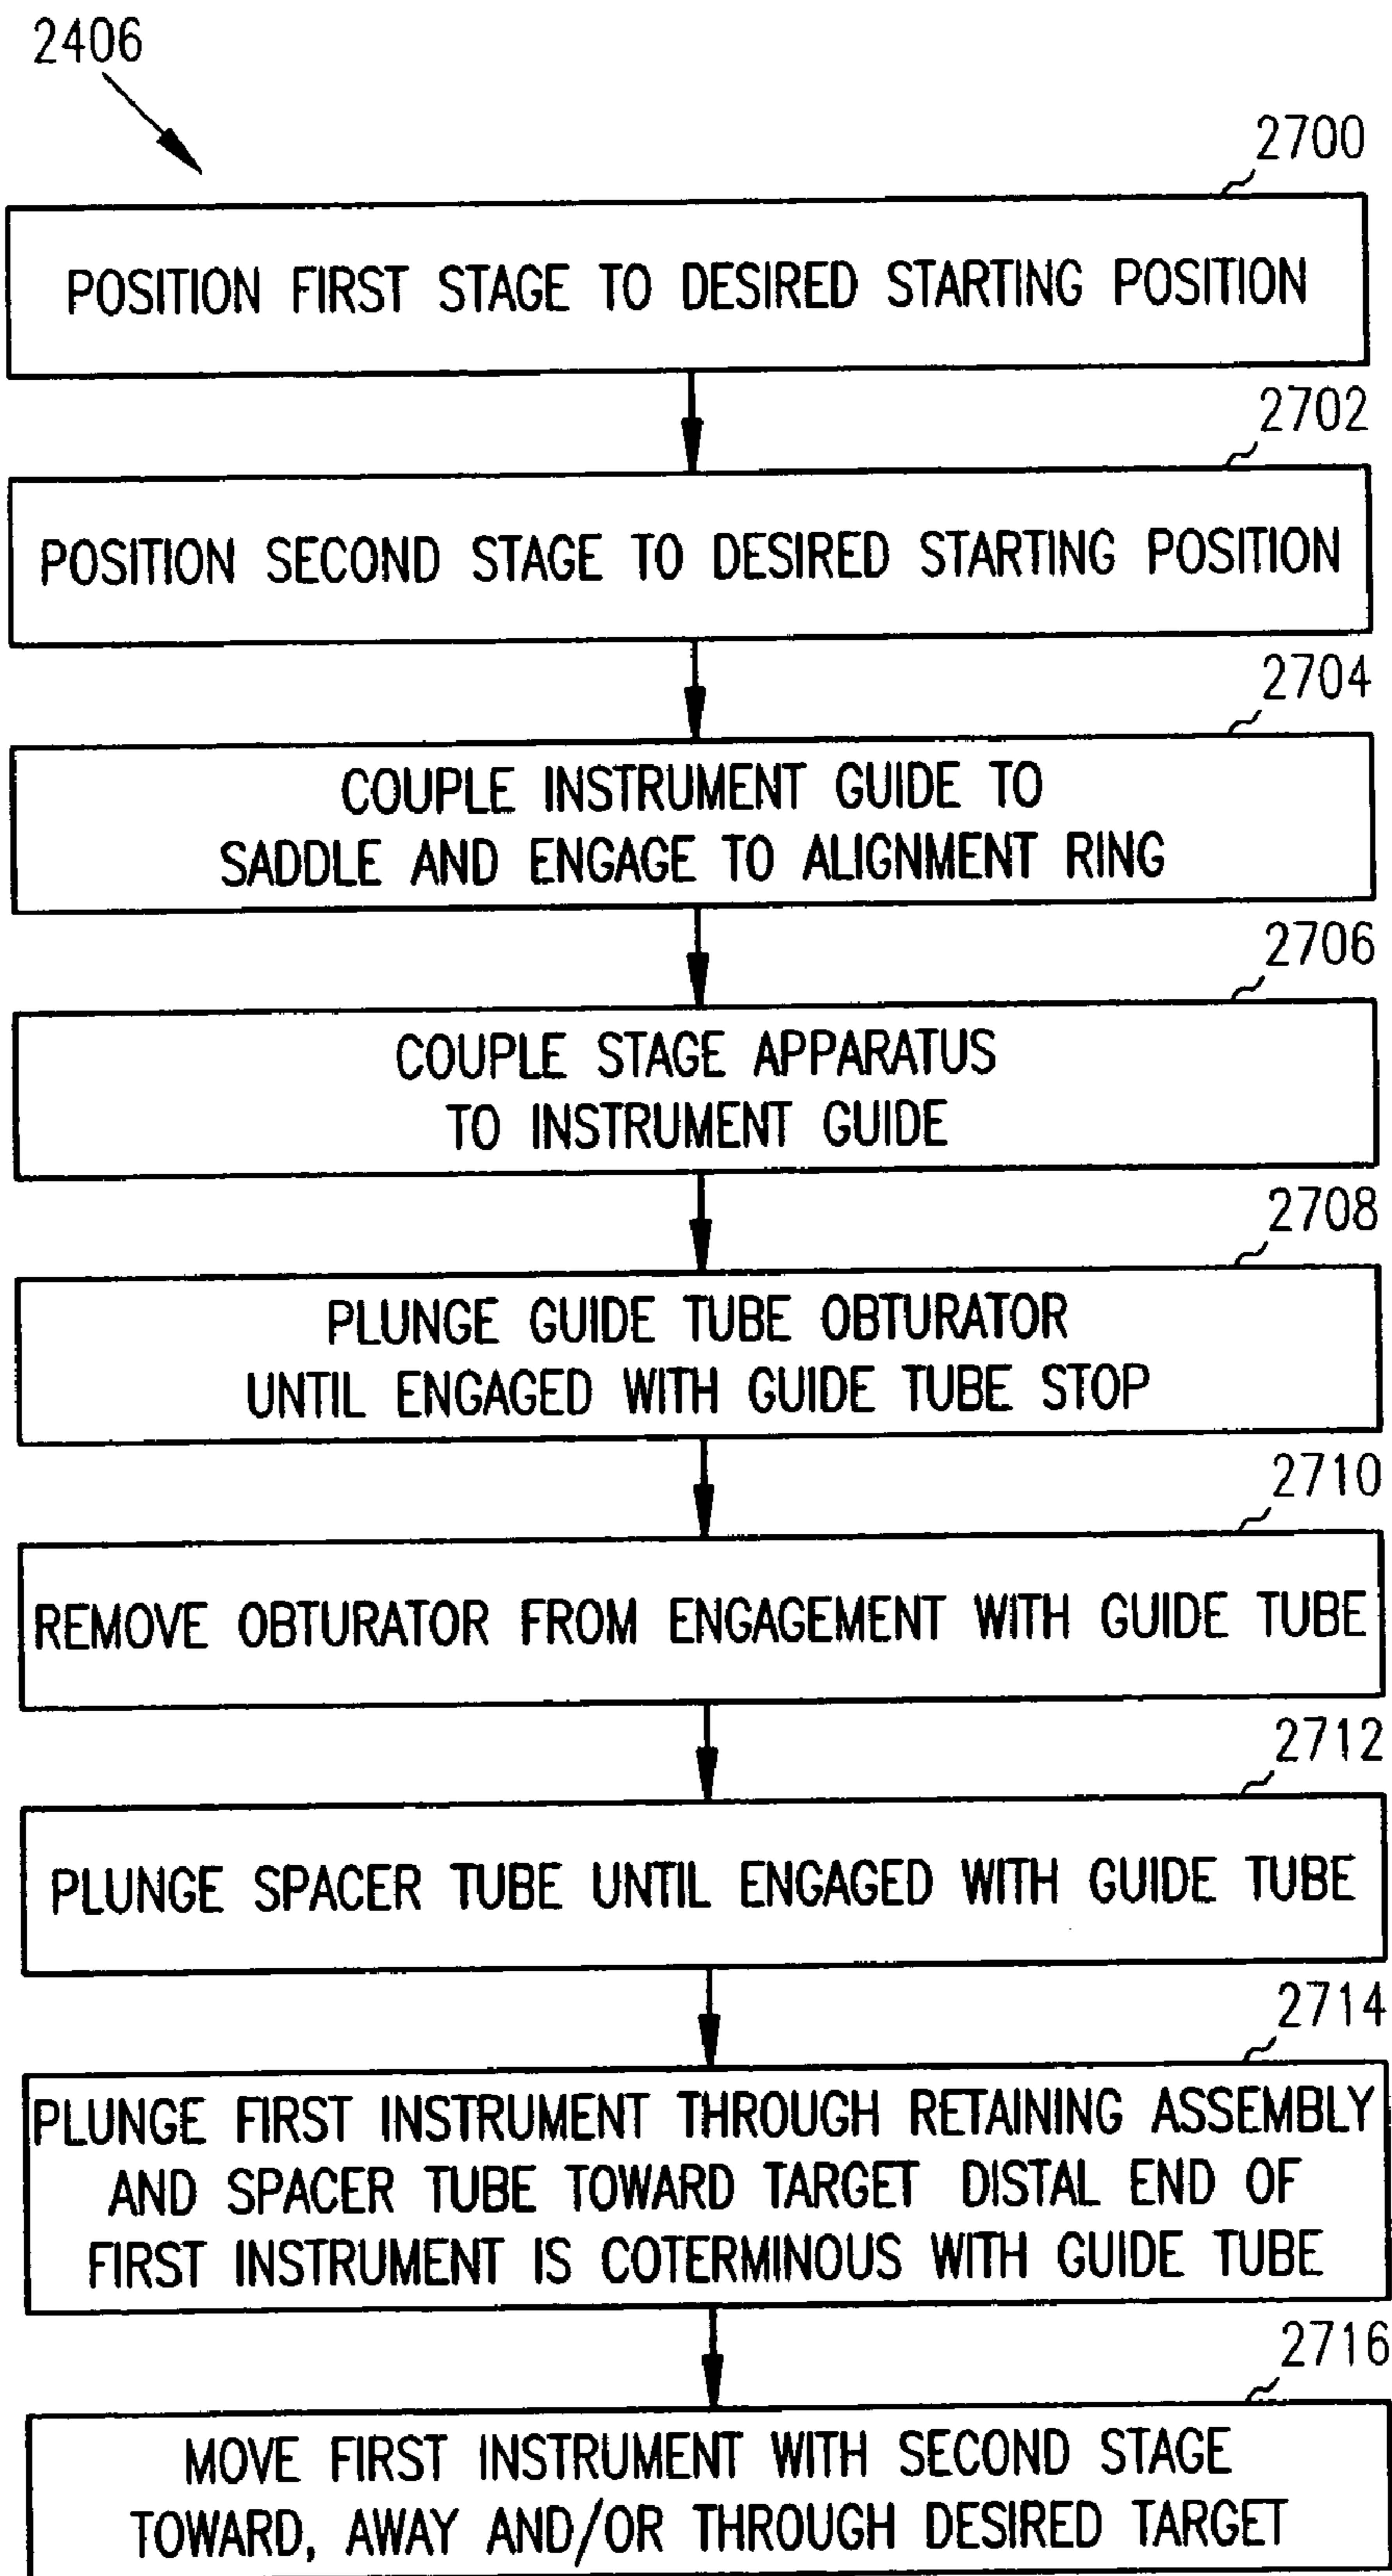 2406
2700
POSITION FIRST STAGE TO DESIRED STARTING POSITION
2702
POSITION SECOND STAGE TO DESIRED STARTING POSITION
2704
COUPLE INSTRUMENT GUIDE TO
SADDLE AND ENGAGE TO ALIGNMENT RING
2706
COUPLE STAGE APPARATUS
TO INSTRUMENT GUIDE
2708
PLUNGE GUIDE TUBE OBTURATOR
UNTIL ENGAGED WITH GUIDE TUBE STOP
2710
REMOVE OBTURATOR FROM ENGAGEMENT WITH GUIDE TUBE
2712
PLUNGE SPACER TUBE UNTIL ENGAGED WITH GUIDE TUBE
2714
PLUNGE FIRST INSTRUMENT THROUGH RETAINING ASSEMBLY
AND SPACER TUBE TOWARD TARGET DISTAL END OF
FIRST INSTRUMENT IS COTERMINOUS WITH GUIDE TUBE
2716
MOVE FIRST INSTRUMENT WITH SECOND STAGE
TOWARD, AWAY AND/OR THROUGH DESIRED TARGET